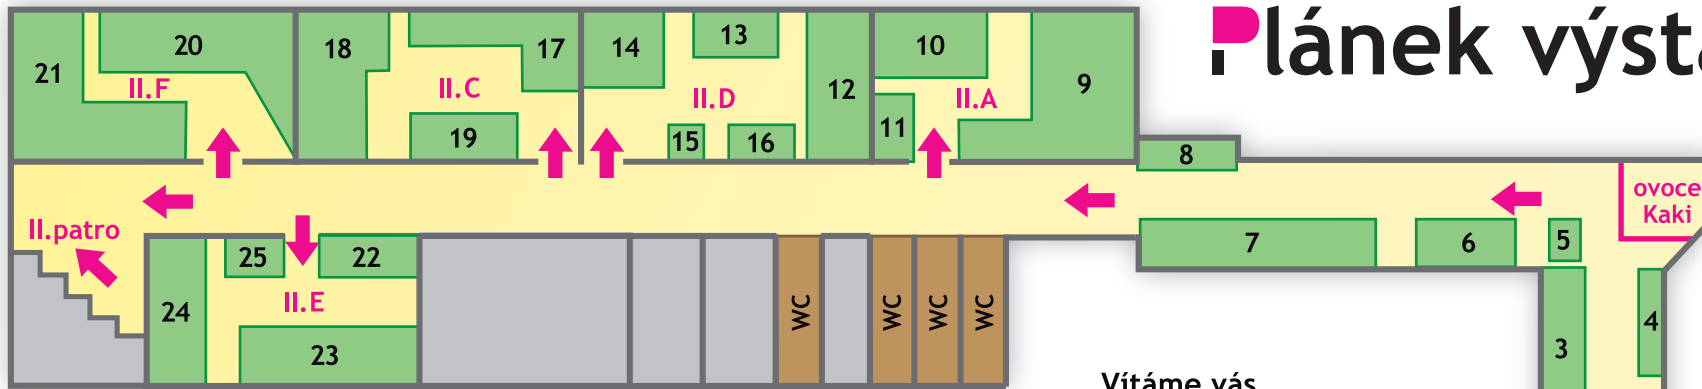 Plánek výsta
20
18
17
14
13
10
21
9
II.F
II.C
II.D
12
II.A
19
15
16
11
8
ovoce
Kaki
II.patro
25
22
7
6
5
24
II.E
WC
WC
WC
WC
23
3
4
Vítáme vás